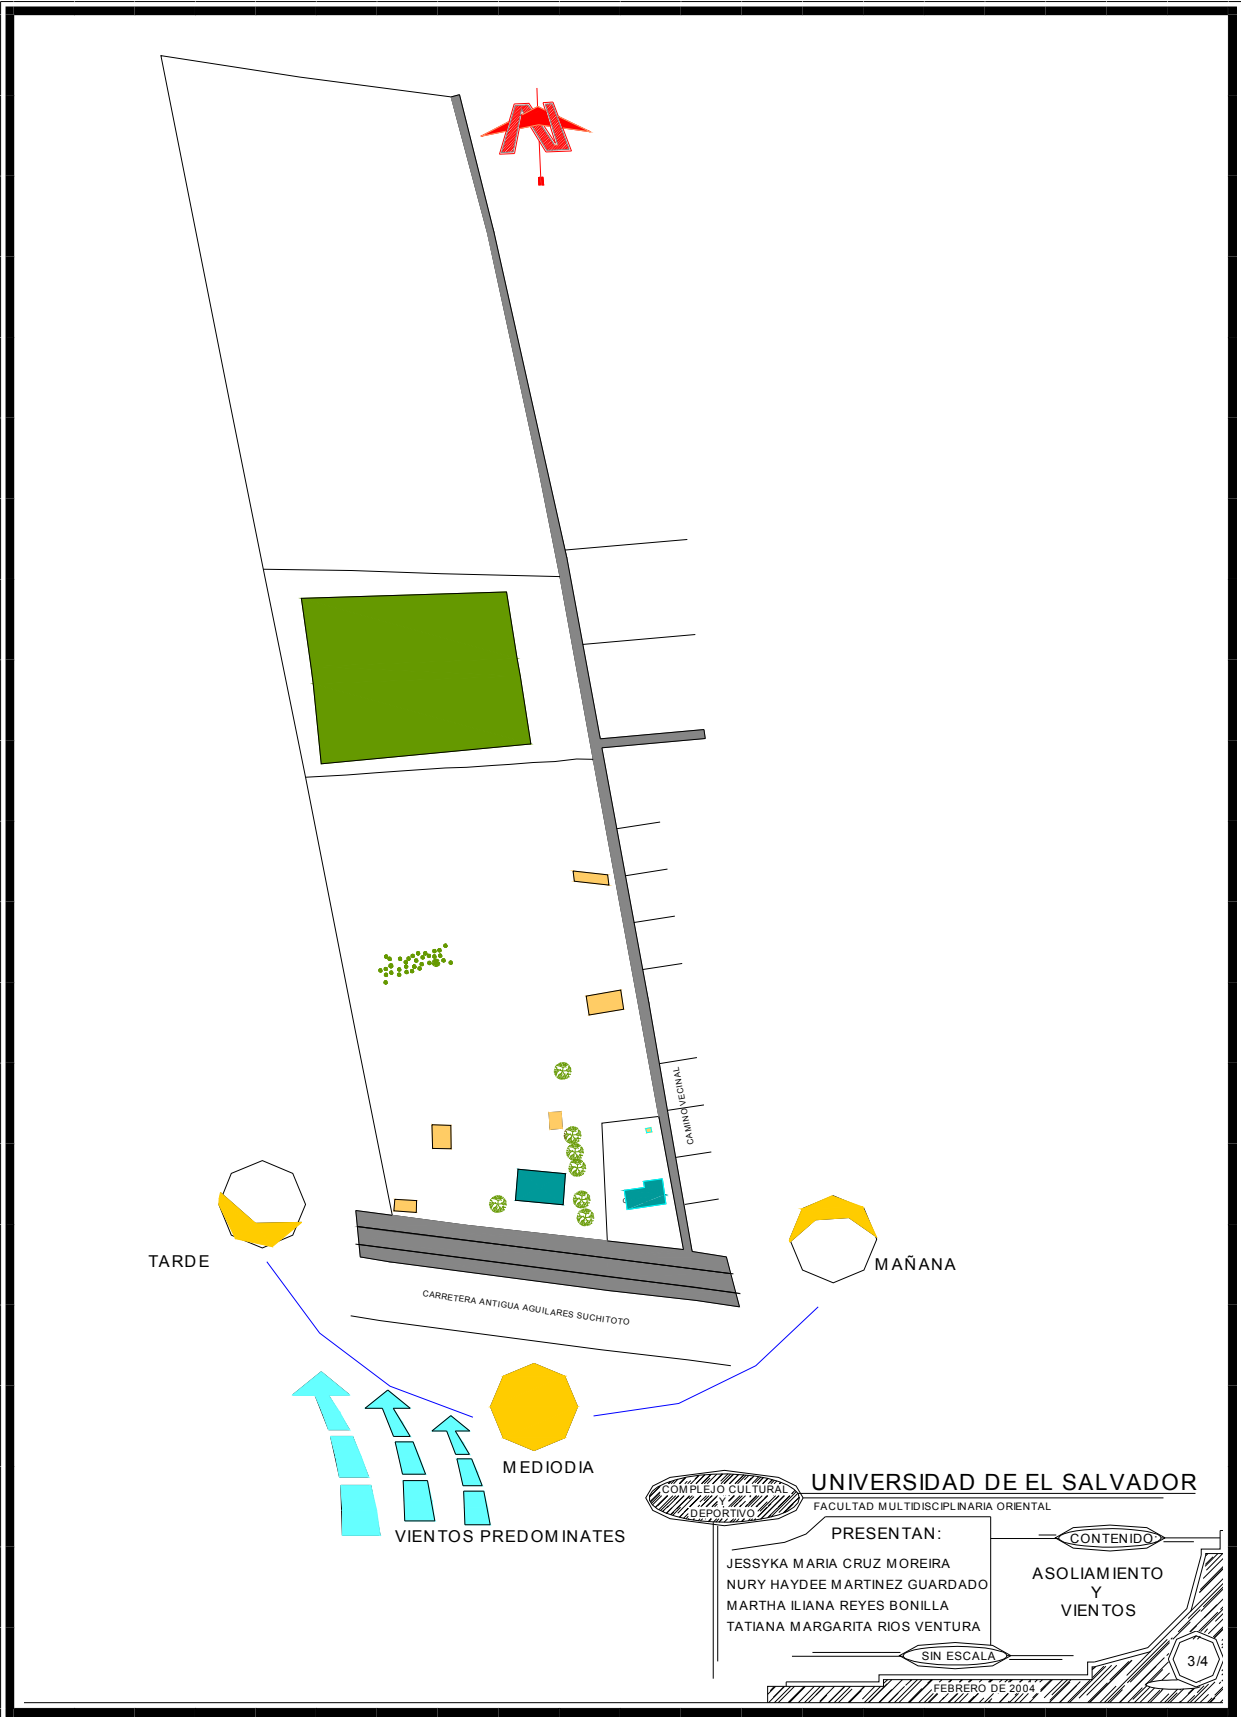 N
CAMINO VECINAL
TARDE
MAÑANA
CARRETERA ANTIGUA AGUILARES SUCHITOTO
MEDIODIA
VIENTOS PREDOMINATES
COMPLEJO CULTURAL
Y
DEPORTIVO
UNIVERSIDAD DE EL SALVADOR
FACULTAD MULTIDISCIPLINARIA ORIENTAL
PRESENTAN:
JESSYKA MARIA CRUZ MOREIRA
NURY HAYDEE MARTINEZ GUARDADO
MARTHA ILIANA REYES BONILLA
TATIANA MARGARITA RIOS VENTURA
CONTENIDO:
ASOLIAMIENTO
Y
VIENTOS
SIN ESCALA
3/4
FEBRERO DE 2004